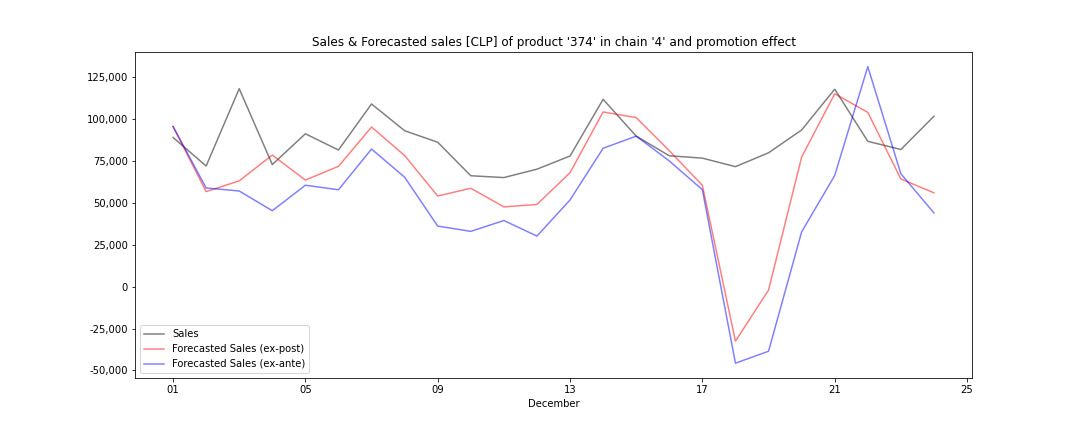 Sales & Forecasted sales [CLP] of product '374' in chain '4' and promotion effect
125,000
100,000
75,000
50,000
25,000
0
-25,000
-50,000
Sales
Forecasted Sales (ex-post)
Forecasted Sales (ex-ante)
01 05 09 13 17 21 25
December